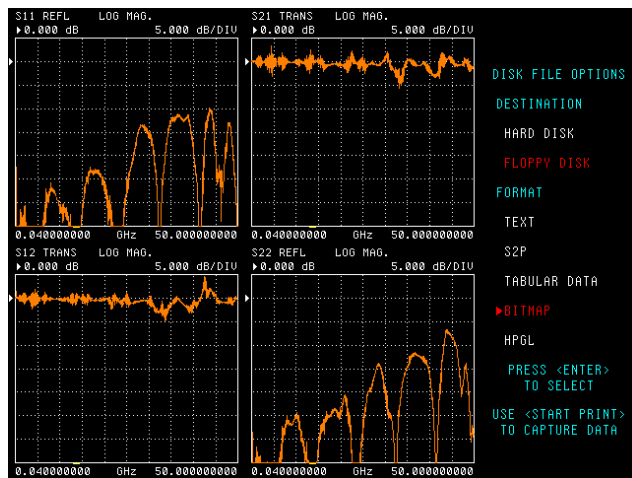 S11 REFL LOG MAG.
▶0.000 dB 5.000 dB/DIV
0.040000000 GHz 50.000000000
S21 TRANS LOG MAG.
▶0.000 dB 5.000 dB/DIV
0.040000000 GHz 50.000000000
S12 TRANS LOG MAG.
▶0.000 dB 5.000 dB/DIV
0.040000000 GHz 50.000000000
S22 REFL LOG MAG.
▶0.000 dB 5.000 dB/DIV
0.040000000 GHz 50.000000000
DISK FILE OPTIONS
DESTINATION
HARD DISK
FLOPPY DISK
FORMAT
TEXT
S2P
TABULAR DATA
▶BITMAP
HPGL
PRESS <ENTER>
TO SELECT
USE <START PRINT>
TO CAPTURE DATA